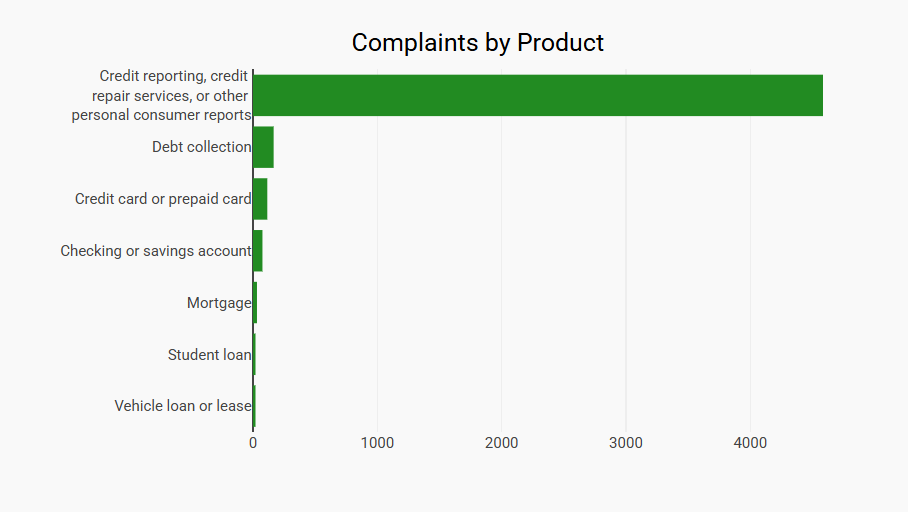 Complaints by Product
Credit reporting, credit
repair services, or other
personal consumer reports
Debt collection
Credit card or prepaid card
Checking or savings account
Mortgage
Student loan
Vehicle loan or lease
0 1000 2000 3000 4000